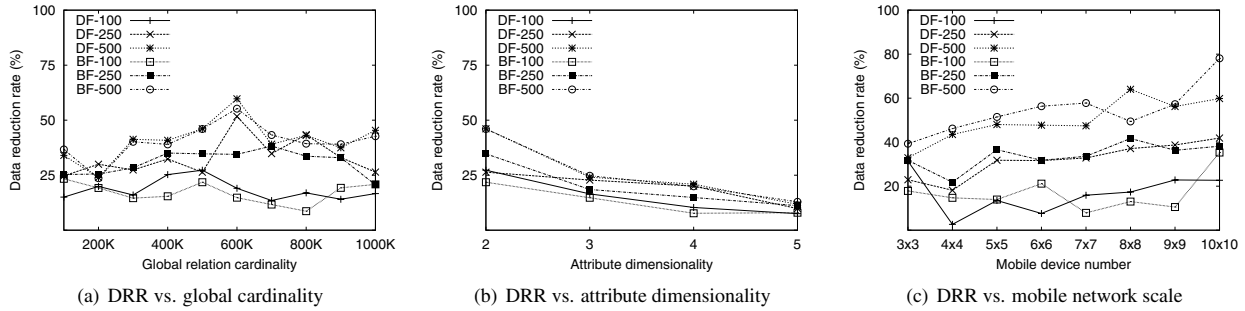 Data reduction rate (%)
100
75
50
25
DF-100
DF-250
DF-500
BF-100
BF-250
BF-500
200K 400K 600K 800K 1000K
Global relation cardinality
(a) DRR vs. global cardinality
Data reduction rate (%)
100
75
50
25
DF-100
DF-250
DF-500
BF-100
BF-250
BF-500
2 3 4 5
Attribute dimensionality
(b) DRR vs. attribute dimensionality
Data reduction rate (%)
100
80
60
40
20
DF-100
DF-250
DF-500
BF-100
BF-250
BF-500
3x3 4x4 5x5 6x6 7x7 8x8 9x9 10x10
Mobile device number
(c) DRR vs. mobile network scale